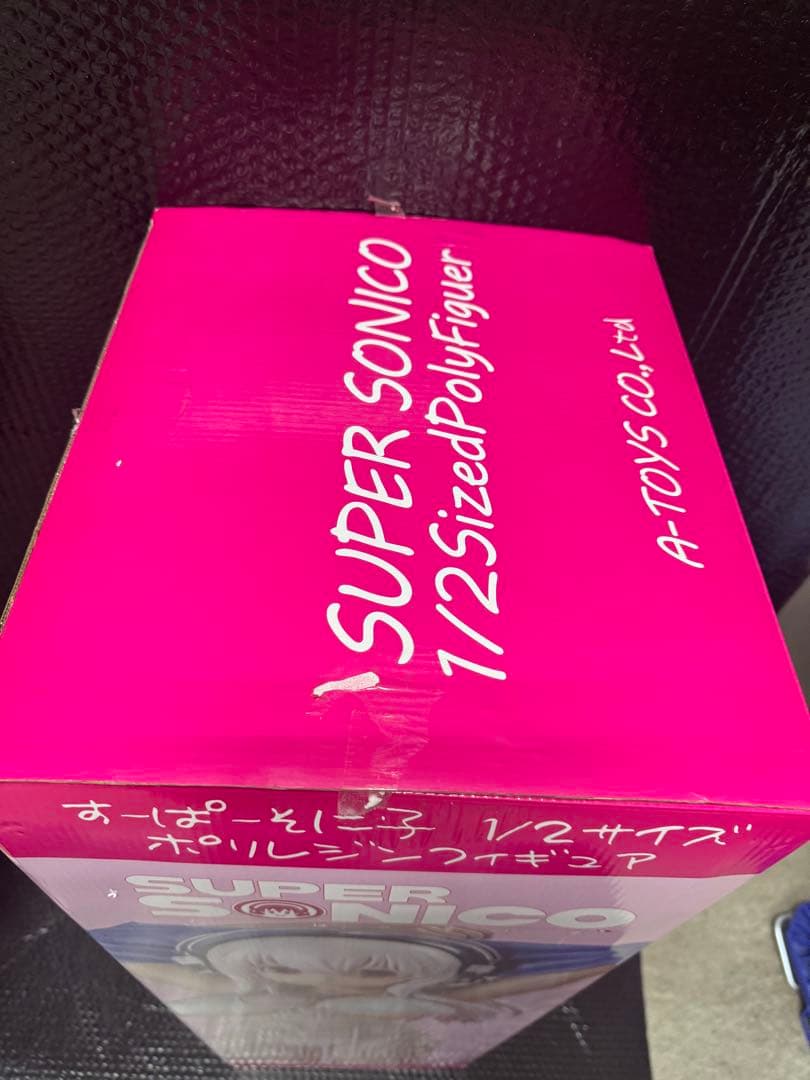 SUPER SONICO
1/2SizedPolyFiguer
A-TOYS CO.,Ltd
すーぱーそに子 1/2サイズ
ポリレジンフィギュア
SUPER
SONICO